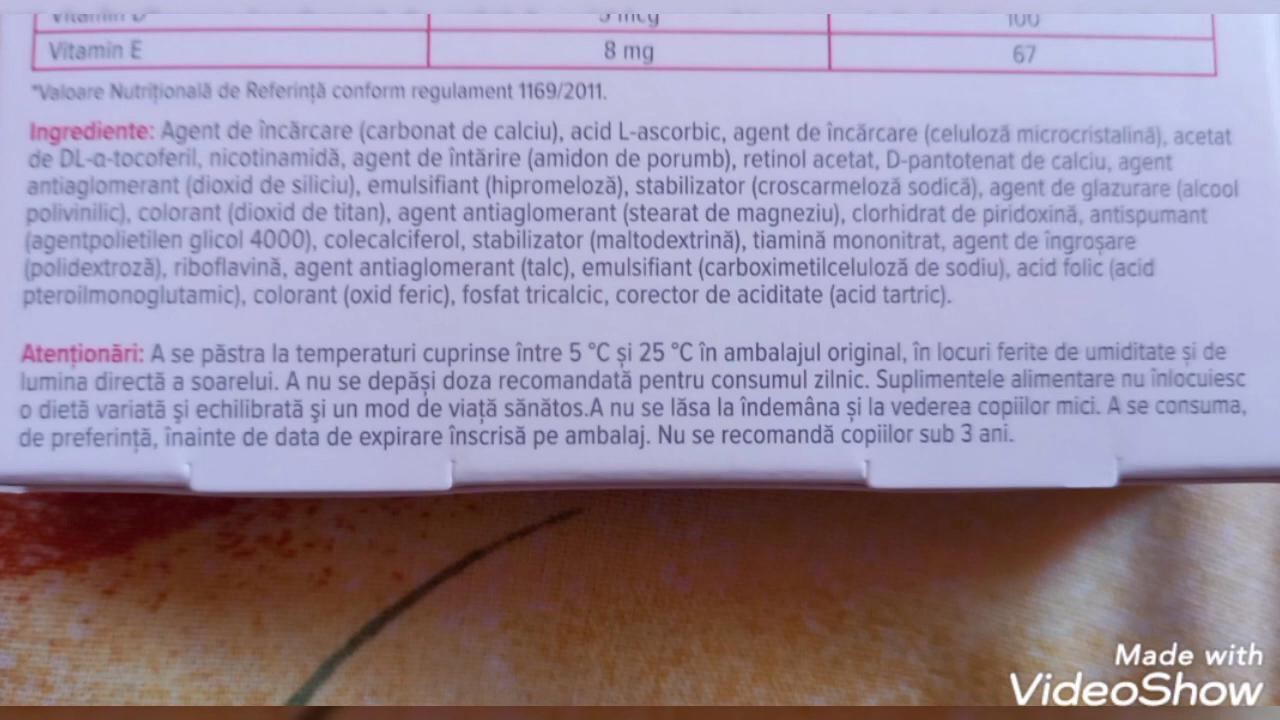 Vitamin D 5 mcg 100
Vitamin E 8 mg 67
*Valoare Nutrițională de Referință conform regulament 1169/2011.
Ingrediente: Agent de încărcare (carbonat de calciu), acid L-ascorbic, agent de încărcare (celuloză microcristalină), acetat
de DL-α-tocoferil, nicotinamidă, agent de întărire (amidon de porumb), retinol acetat, D-pantotenat de calciu, agent
antiaglomerant (dioxid de siliciu), emulsifiant (hipromeloză), stabilizator (croscarmeloză sodică), agent de glazurare (alcool
polivinilic), colorant (dioxid de titan), agent antiaglomerant (stearat de magneziu), clorhidrat de piridoxină, antispumant
(agentpolietilen glicol 4000), colecalciferol, stabilizator (maltodextrină), tiamină mononitrat, agent de îngroșare
(polidextroză), riboflavină, agent antiaglomerant (talc), emulsifiant (carboximetilceluloză de sodiu), acid folic (acid
pteroilmonoglutamic), colorant (oxid feric), fosfat tricalcic, corector de aciditate (acid tartric).
Atenționări: A se păstra la temperaturi cuprinse între 5 °C și 25 °C în ambalajul original, în locuri ferite de umiditate și de
lumina directă a soarelui. A nu se depăși doza recomandată pentru consumul zilnic. Suplimentele alimentare nu înlocuiesc
o dietă variată şi echilibrată şi un mod de viață sănătos.A nu se lăsa la îndemâna și la vederea copiilor mici. A se consuma,
de preferință, înainte de data de expirare înscrisă pe ambalaj. Nu se recomandă copiilor sub 3 ani.
Made with
VideoShow